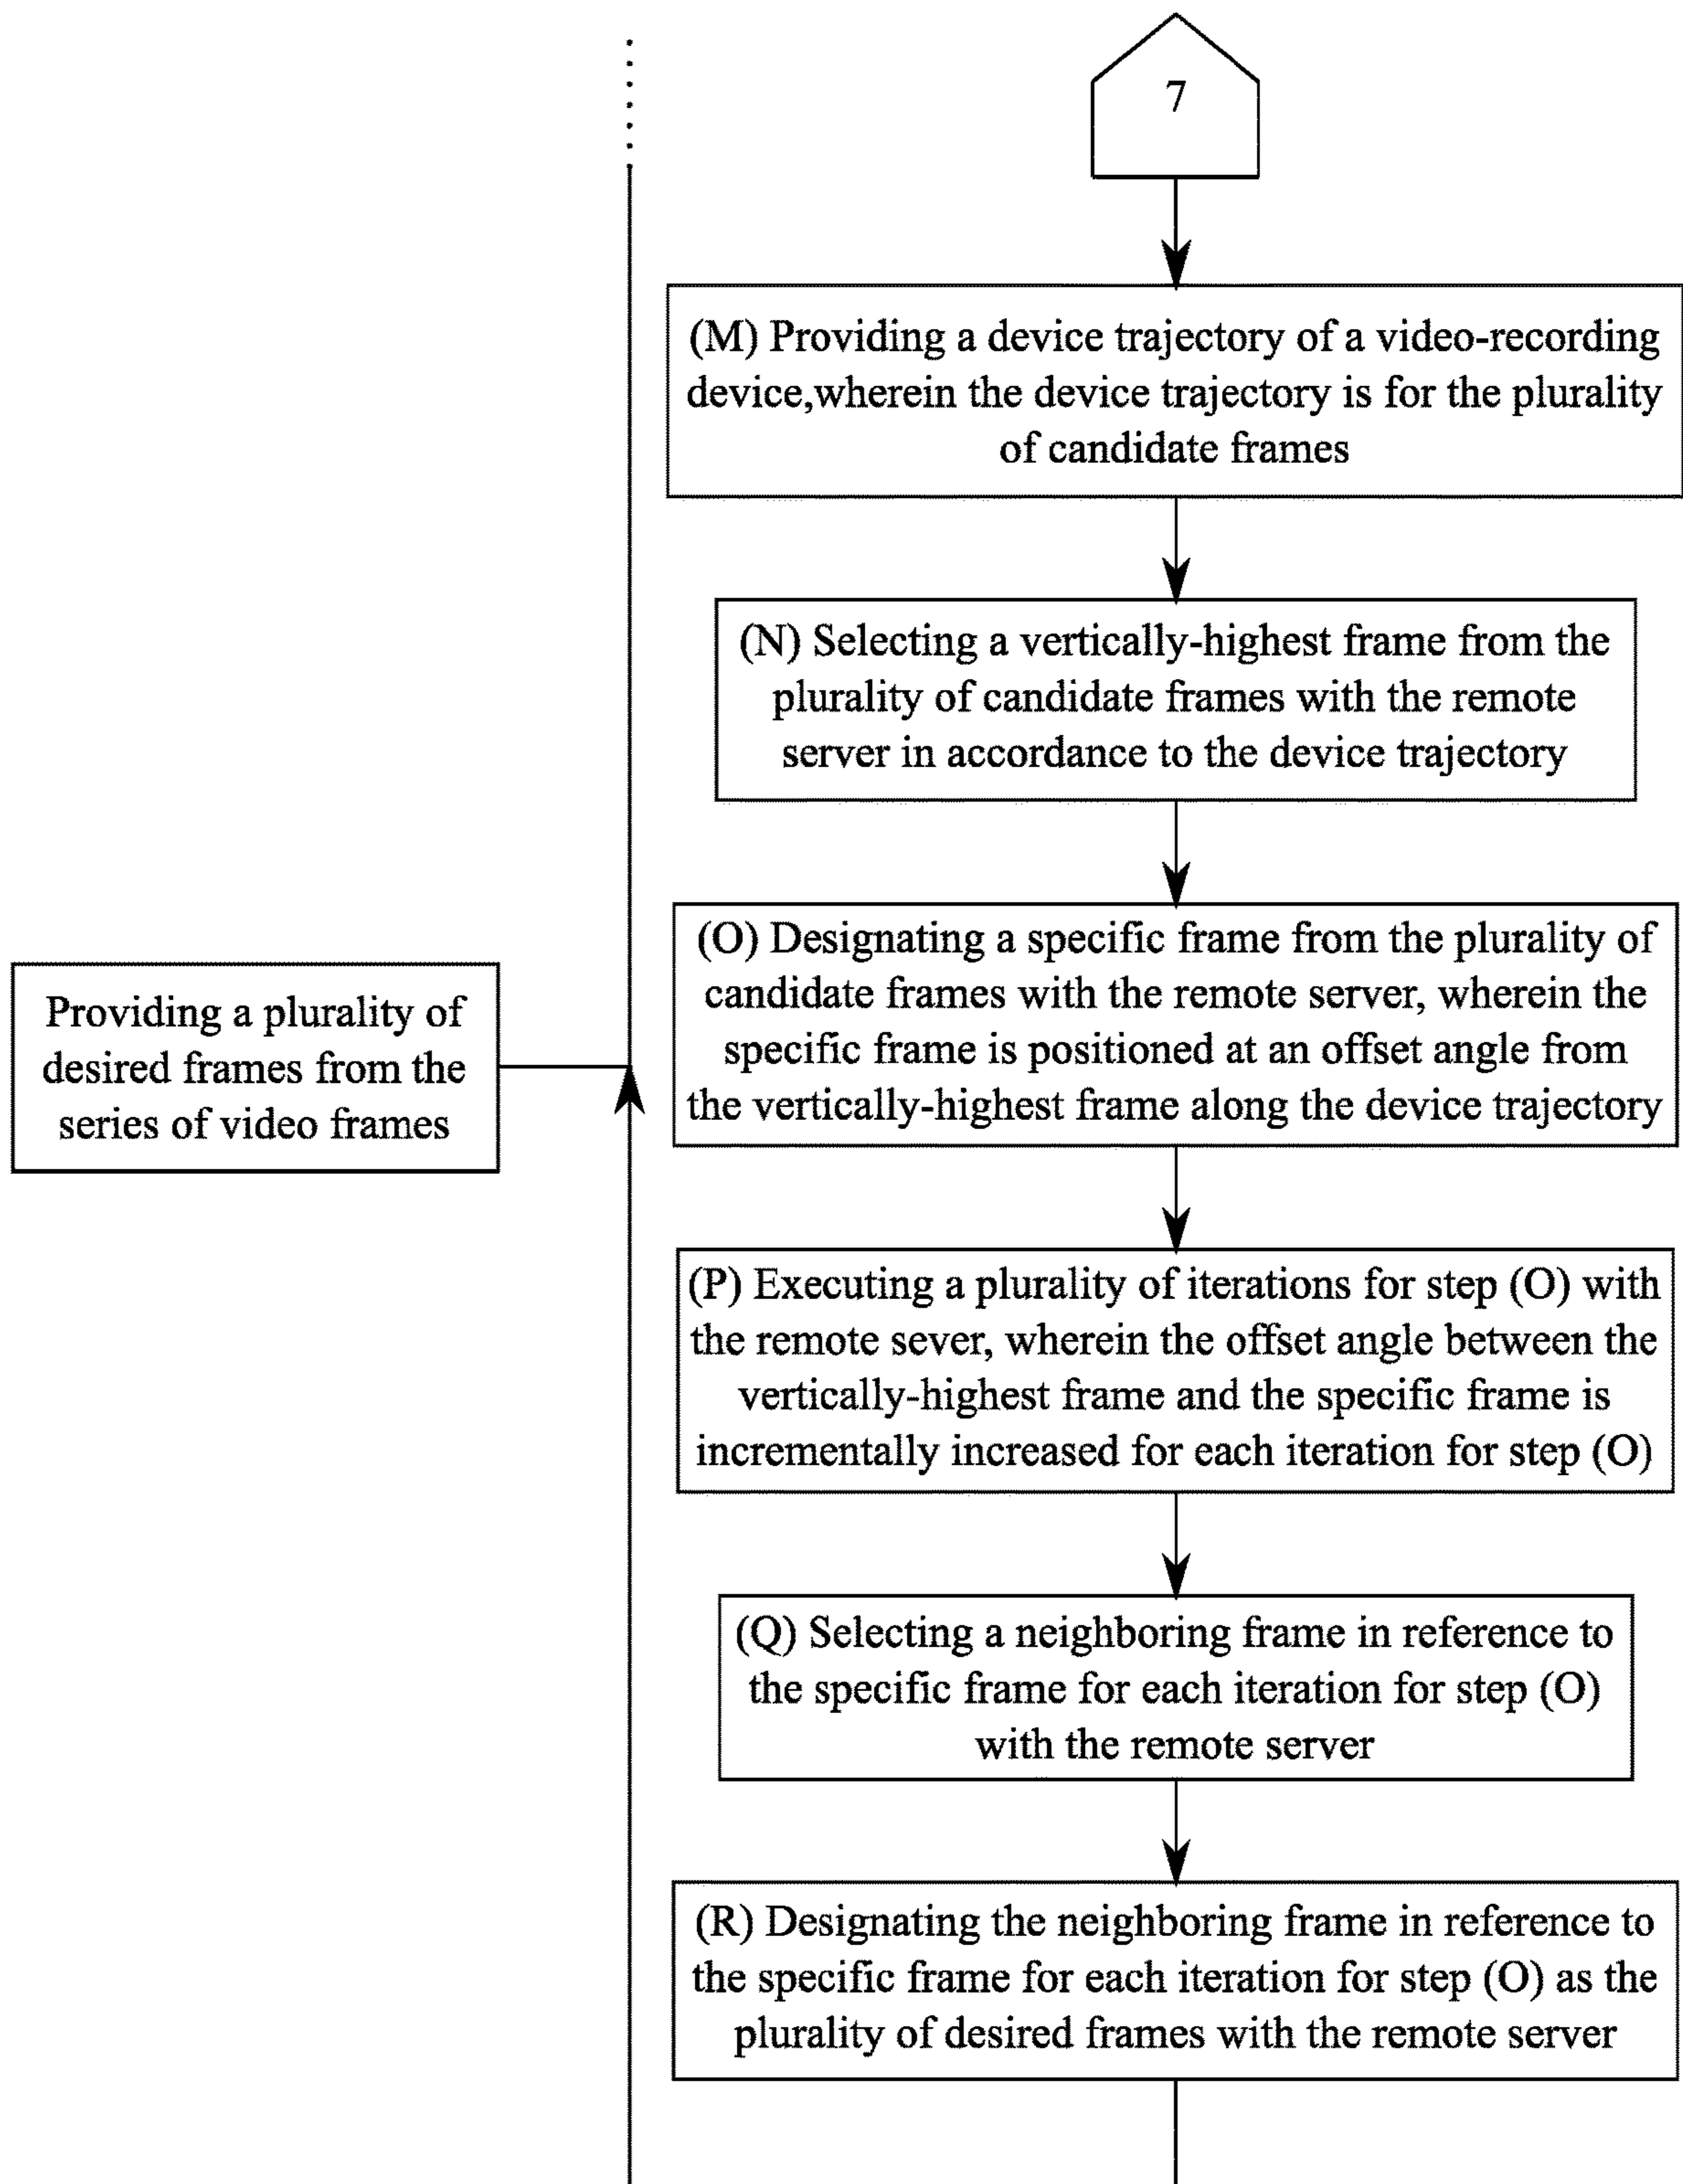 7
(M) Providing a device trajectory of a video-recording
device,wherein the device trajectory is for the plurality
of candidate frames
(N) Selecting a vertically-highest frame from the
plurality of candidate frames with the remote
server in accordance to the device trajectory
(O) Designating a specific frame from the plurality of
candidate frames with the remote server, wherein the
specific frame is positioned at an offset angle from
the vertically-highest frame along the device trajectory
Providing a plurality of
desired frames from the
series of video frames
(P) Executing a plurality of iterations for step (O) with
the remote sever, wherein the offset angle between the
vertically-highest frame and the specific frame is
incrementally increased for each iteration for step (O)
(Q) Selecting a neighboring frame in reference to
the specific frame for each iteration for step (O)
with the remote server
(R) Designating the neighboring frame in reference to
the specific frame for each iteration for step (O) as the
plurality of desired frames with the remote server